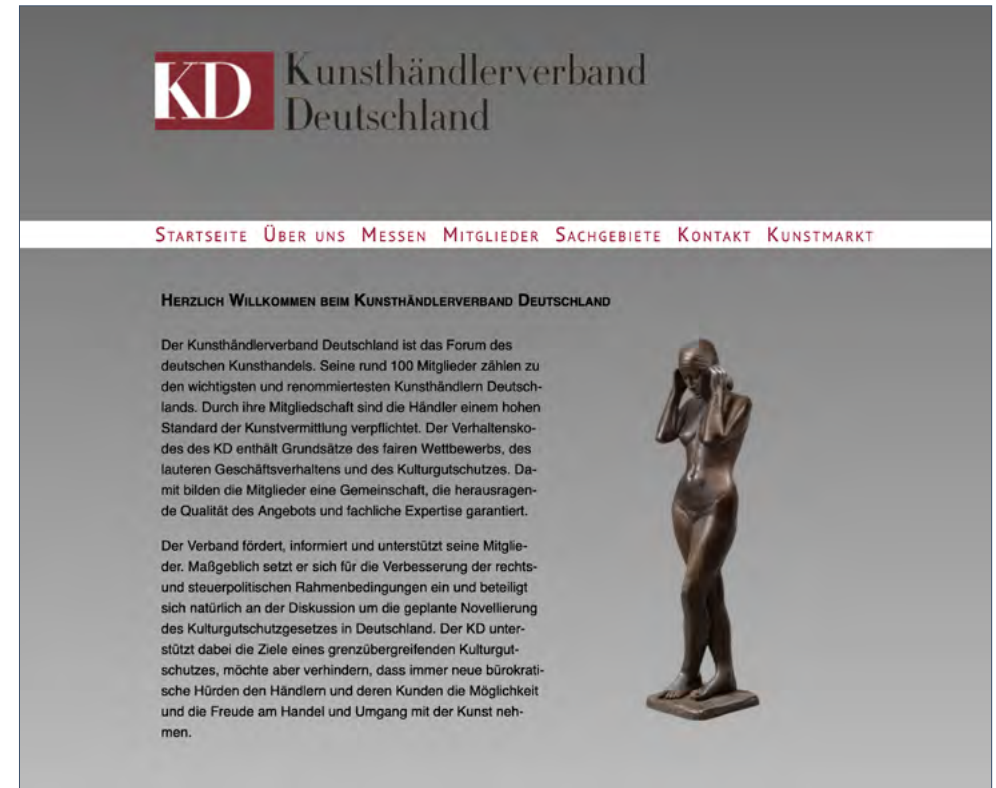 KD Kunsthändlerverband
Deutschland
STARTSEITE ÜBER UNS MESSEN MITGLIEDER SACHGEBIETE KONTAKT KUNSTMARKT
HERZLICH WILLKOMMEN BEIM KUNSTHÄNDLERVERBAND DEUTSCHLAND
Der Kunsthändlerverband Deutschland ist das Forum des
deutschen Kunsthandels. Seine rund 100 Mitglieder zählen zu
den wichtigsten und renommiertesten Kunsthändlern Deutsch-
lands. Durch ihre Mitgliedschaft sind die Händler einem hohen
Standard der Kunstvermittlung verpflichtet. Der Verhaltensko-
des des KD enthält Grundsätze des fairen Wettbewerbs, des
lauteren Geschäftsverhaltens und des Kulturgutschutzes. Da-
mit bilden die Mitglieder eine Gemeinschaft, die herausragen-
de Qualität des Angebots und fachliche Expertise garantiert.
Der Verband fördert, informiert und unterstützt seine Mitglie-
der. Maßgeblich setzt er sich für die Verbesserung der rechts-
und steuerpolitischen Rahmenbedingungen ein und beteiligt
sich natürlich an der Diskussion um die geplante Novellierung
des Kulturgutschutzgesetzes in Deutschland. Der KD unter-
stützt dabei die Ziele eines grenzübergreifenden Kulturgut-
schutzes, möchte aber verhindern, dass immer neue bürokrati-
sche Hürden den Händlern und deren Kunden die Möglichkeit
und die Freude am Handel und Umgang mit der Kunst neh-
men.